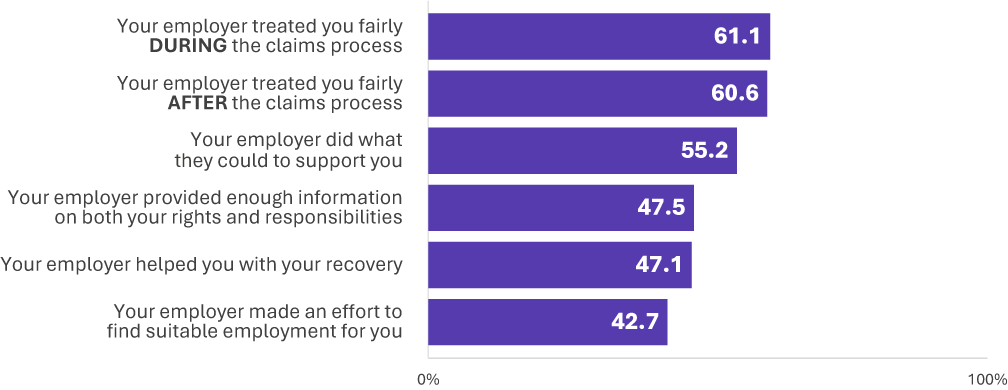 Your employer treated you fairly
DURING the claims process
61.1
Your employer treated you fairly
AFTER the claims process
60.6
Your employer did what
they could to support you
55.2
Your employer provided enough information
on both your rights and responsibilities
47.5
Your employer helped you with your recovery
47.1
Your employer made an effort to
find suitable employment for you
42.7
0%
100%